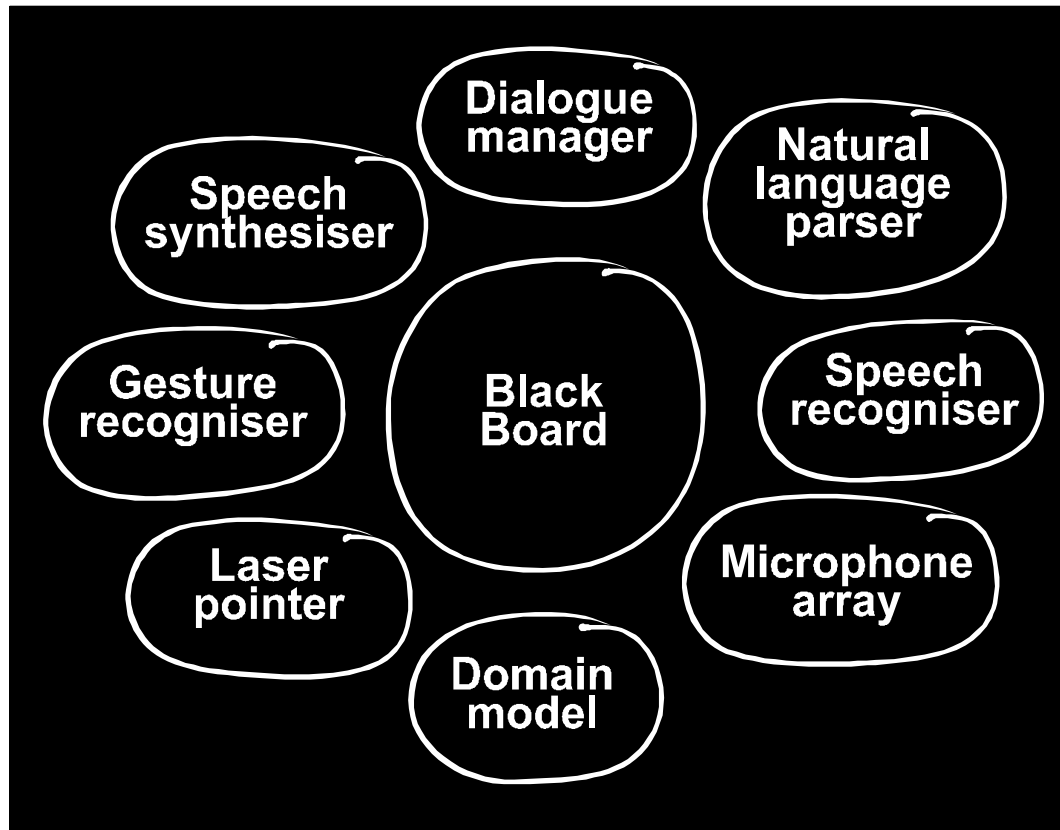 Dialogue
manager
Natural
language
parser
Speech
synthesiser
Gesture
recogniser
Black
Board
Speech
recogniser
Laser
pointer
Microphone
array
Domain
model